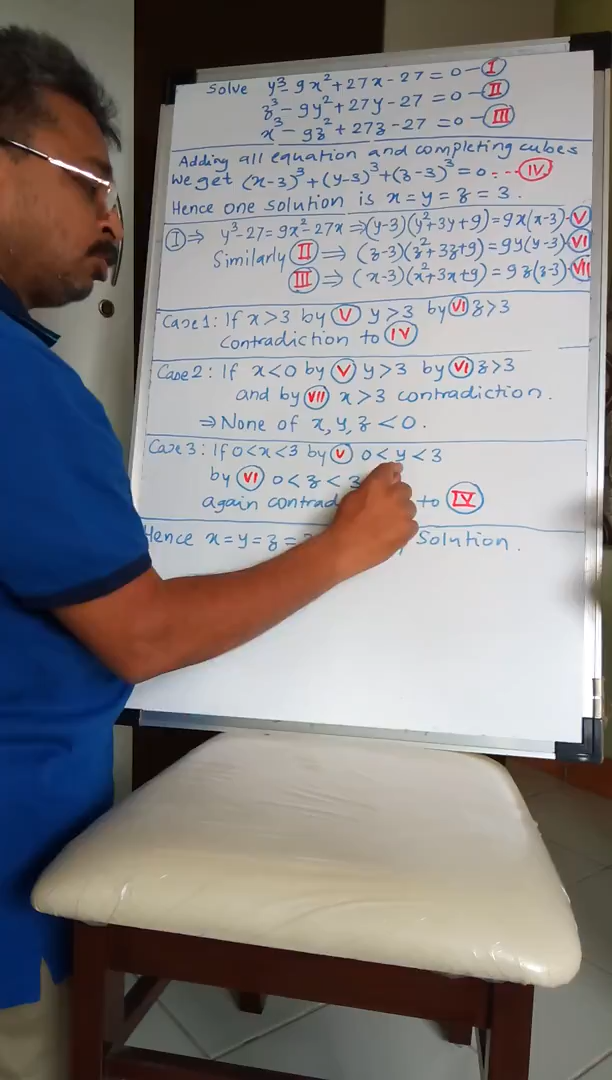 Solve y³ - 9x² + 27x - 27 = 0 - I
z³ - 9y² + 27y - 27 = 0 - II
x³ - 9z² + 27z - 27 = 0 - III
Adding all equation and completing cubes
we get (x-3)³ + (y-3)³ + (z-3)³ = 0 --- IV
Hence one solution is x = y = z = 3.
I ⇒ y³ - 27 = 9x² - 27x ⇒ (y-3)(y²+3y+9) = 9x(x-3) - V
Similarly II ⇒ (z-3)(z²+3z+9) = 9y(y-3) VI
III ⇒ (x-3)(x²+3x+9) = 9z(z-3) VII
Case 1: If x > 3 by V y > 3 by VI z > 3
contradiction to IV
Case 2: If x < 0 by V y > 3 by VI z > 3
and by VII x > 3 contradiction.
⇒ None of x, y, z < 0.
Case 3: If 0 < x < 3 by V 0 < y < 3
by VI 0 < z < 3
again to IV
Hence x = y = z = Solution.